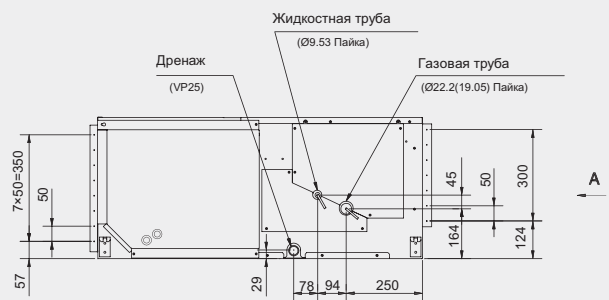 Жидкостная труба
(Ø9.53 Пайка)
Дренаж
(VP25)
Газовая труба
(Ø22.2(19.05) Пайка)
7×50=350
50
57
45
50
300
164
124
A
29
78
94
250